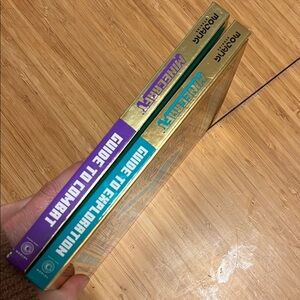 MOJANG
MINECRAFT
GUIDE TO COMBAT
MOJANG
MINECRAFT
GUIDE TO EXPLORATION